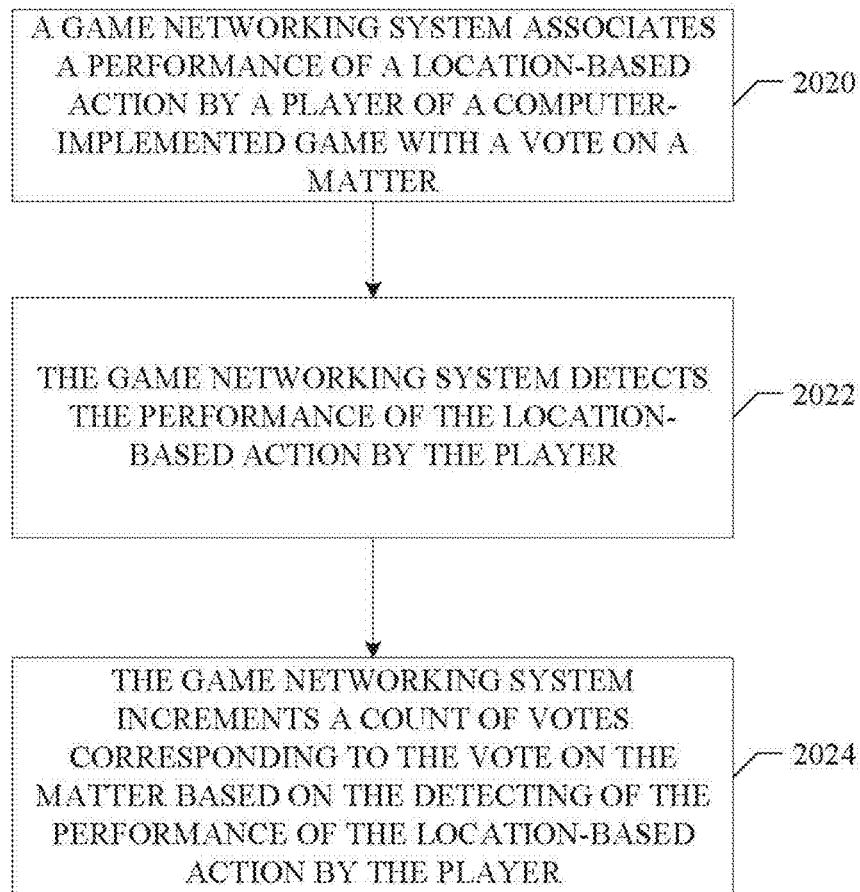 A GAME NETWORKING SYSTEM ASSOCIATES
A PERFORMANCE OF A LOCATION-BASED
ACTION BY A PLAYER OF A COMPUTER-
IMPLEMENTED GAME WITH A VOTE ON A
MATTER
2020
THE GAME NETWORKING SYSTEM DETECTS
THE PERFORMANCE OF THE LOCATION-
BASED ACTION BY THE PLAYER
2022
THE GAME NETWORKING SYSTEM
INCREMENTS A COUNT OF VOTES
CORRESPONDING TO THE VOTE ON THE
MATTER BASED ON THE DETECTING OF THE
PERFORMANCE OF THE LOCATION-BASED
ACTION BY THE PLAYER
2024